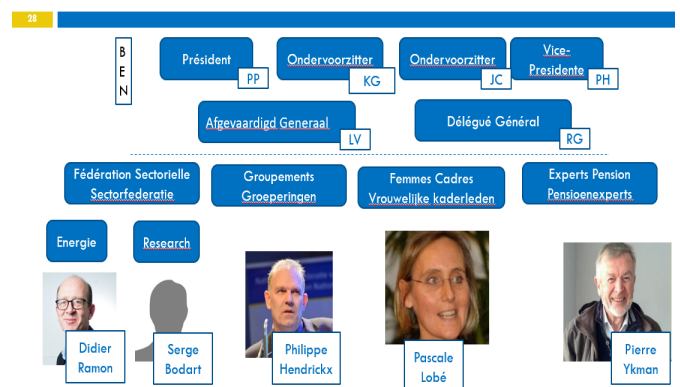 28
B
E
N
Président
PP
Ondervoorzitter
KG
Ondervoorzitter
JC
Vice-
Presidente
PH
Afgevaardigd Generaal
LV
Délégué Général
RG
Fédération Sectorielle
Sectorfederatie
Groupements
Groeperingen
Femmes Cadres
Vrouwelijke kaderleden
Experts Pension
Pensioenexperts
Energie
Research
Didier
Ramon
Serge
Bodart
Philippe
Hendrickx
Pascale
Lobé
Pierre
Ykman